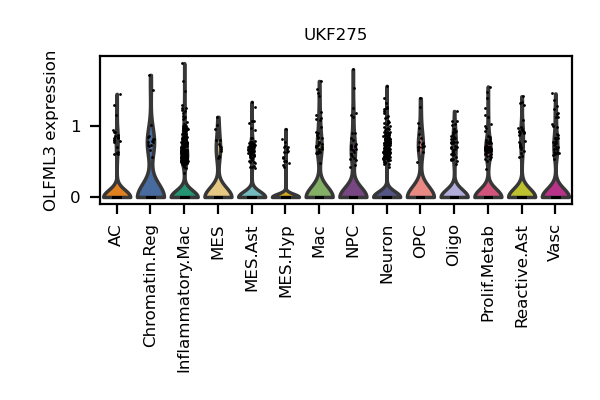 UKF275
OLFML3 expression
1
0
AC
Chromatin.Reg
Inflammatory.Mac
MES
MES.Ast
MES.Hyp
Mac
NPC
Neuron
OPC
Oligo
Prolif.Metab
Reactive.Ast
Vasc